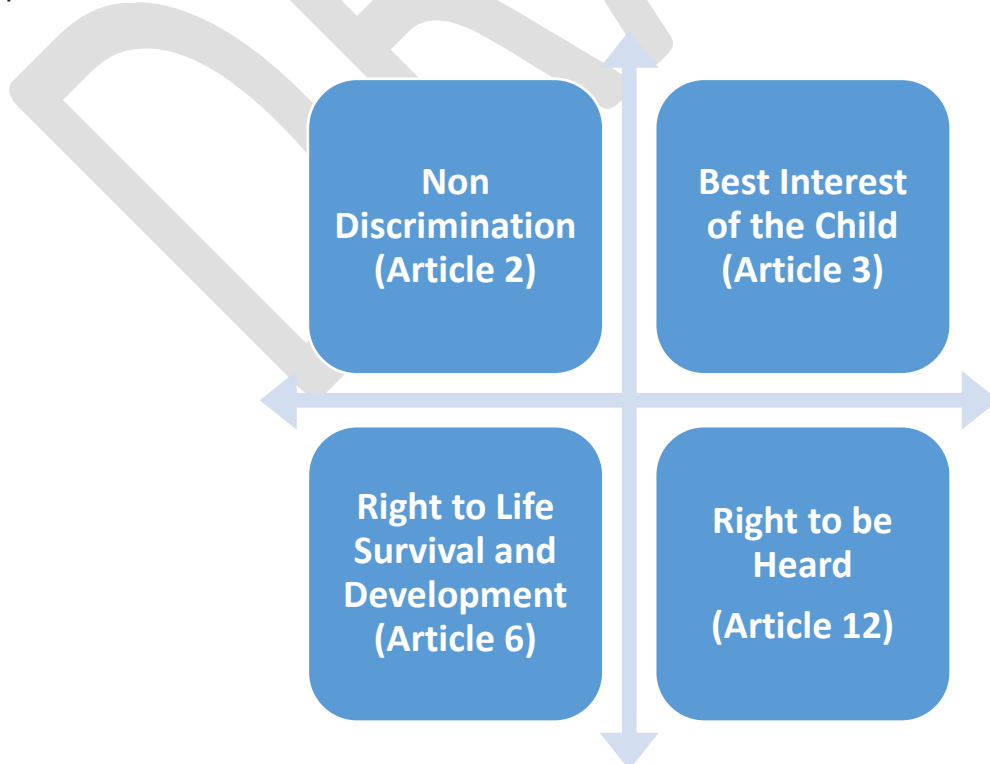 Non
Discrimination
(Article 2)
Best Interest
of the Child
(Article 3)
Right to Life
Survival and
Development
(Article 6)
Right to be
Heard
(Article 12)